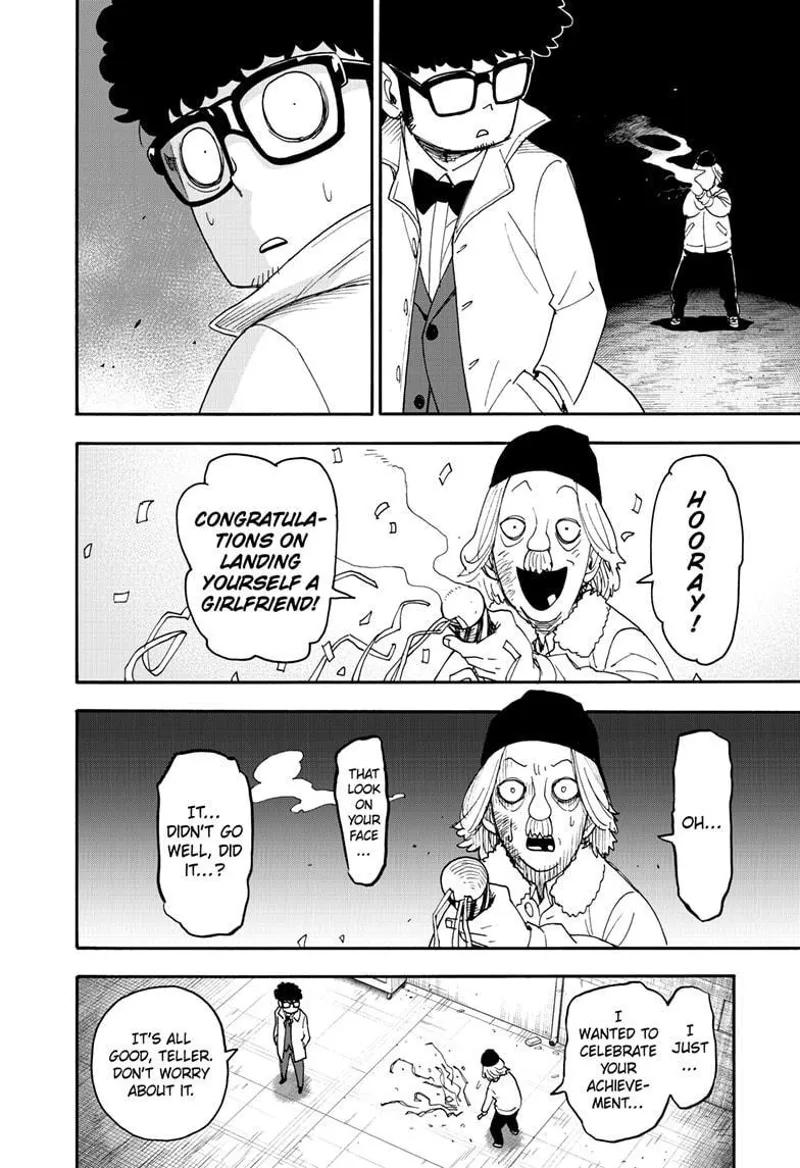 HOORAY!
CONGRATULA-
TIONS ON
LANDING
YOURSELF A
GIRLFRIEND!
OH...
THAT
LOOK
ON
YOUR
FACE
...
IT...
DIDN'T GO
WELL, DID
IT...?
I
JUST
...
I
WANTED TO
CELEBRATE
YOUR
ACHIEVE-
MENT...
IT'S ALL
GOOD, TELLER.
DON'T WORRY
ABOUT IT.